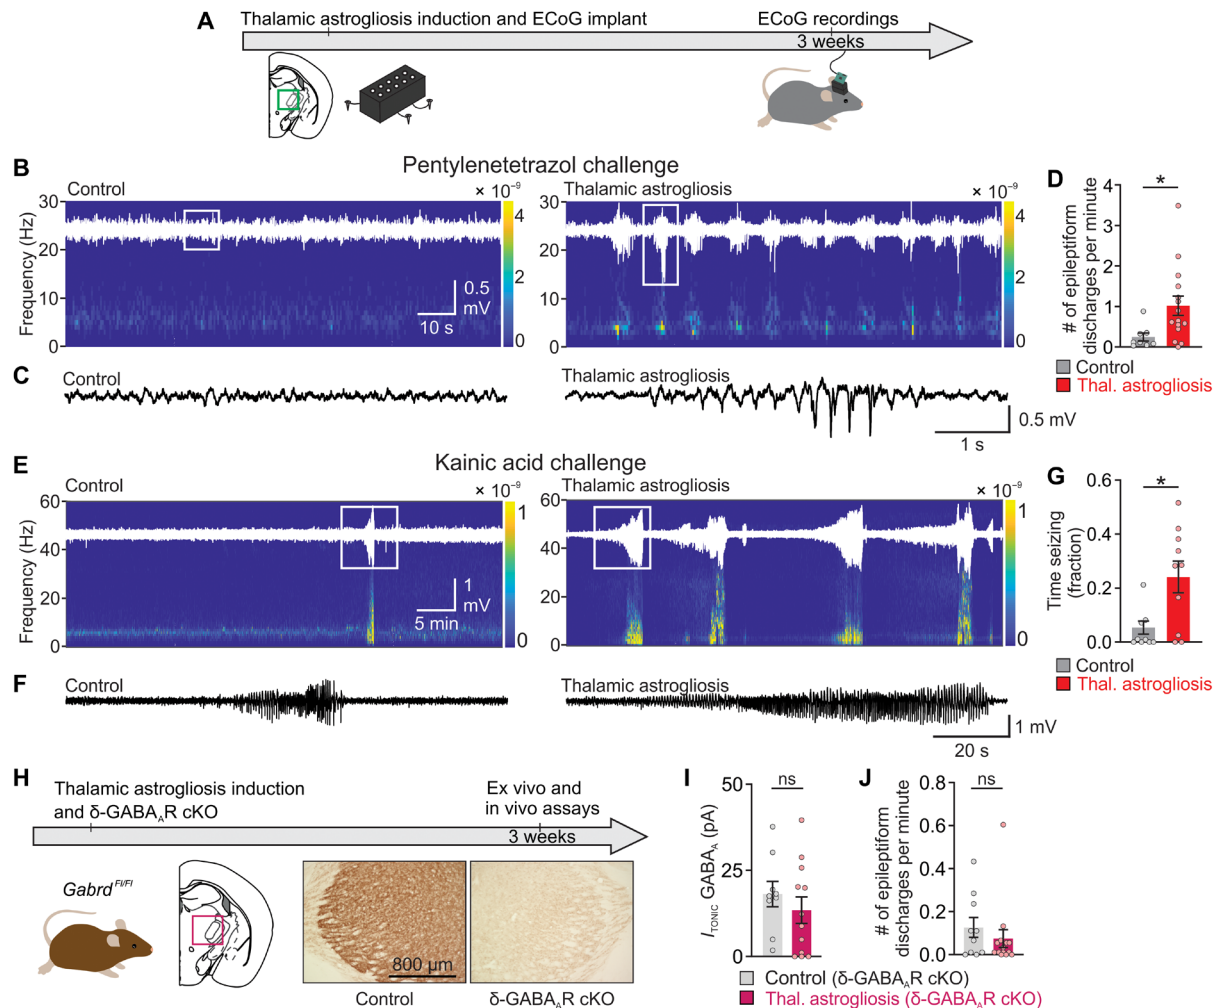 A
Thalamic astrogliosis induction and ECoG implant
ECoG recordings
3 weeks
B
Pentylenetetrazol challenge
Control
× 10⁻⁹
Thalamic astrogliosis
× 10⁻⁹
Frequency (Hz)
30
20
10
0
0.5
mV
10 s
4
2
0
30
20
10
0
4
2
0
C
Control
Thalamic astrogliosis
0.5 mV
1 s
D
*
# of epileptiform
discharges per minute
4
3
2
1
0
Control
Thal. astrogliosis
E
Kainic acid challenge
Control
× 10⁻⁹
Thalamic astrogliosis
× 10⁻⁹
Frequency (Hz)
60
40
20
0
1
mV
5 min
1
0
60
40
20
0
1
0
F
Control
Thalamic astrogliosis
1 mV
20 s
G
*
Time seizing
(fraction)
0.6
0.4
0.2
0.0
Control
Thal. astrogliosis
H
Thalamic astrogliosis induction
and δ-GABA_AR cKO
Ex vivo and
in vivo assays
3 weeks
Gabrd^Fl/Fl
800 µm
Control
δ-GABA_AR cKO
I
ns
I_TONIC GABA_A (pA)
50
25
0
J
ns
# of epileptiform
discharges per minute
0.8
0.6
0.4
0.2
0.0
Control (δ-GABA_AR cKO)
Thal. astrogliosis (δ-GABA_AR cKO)